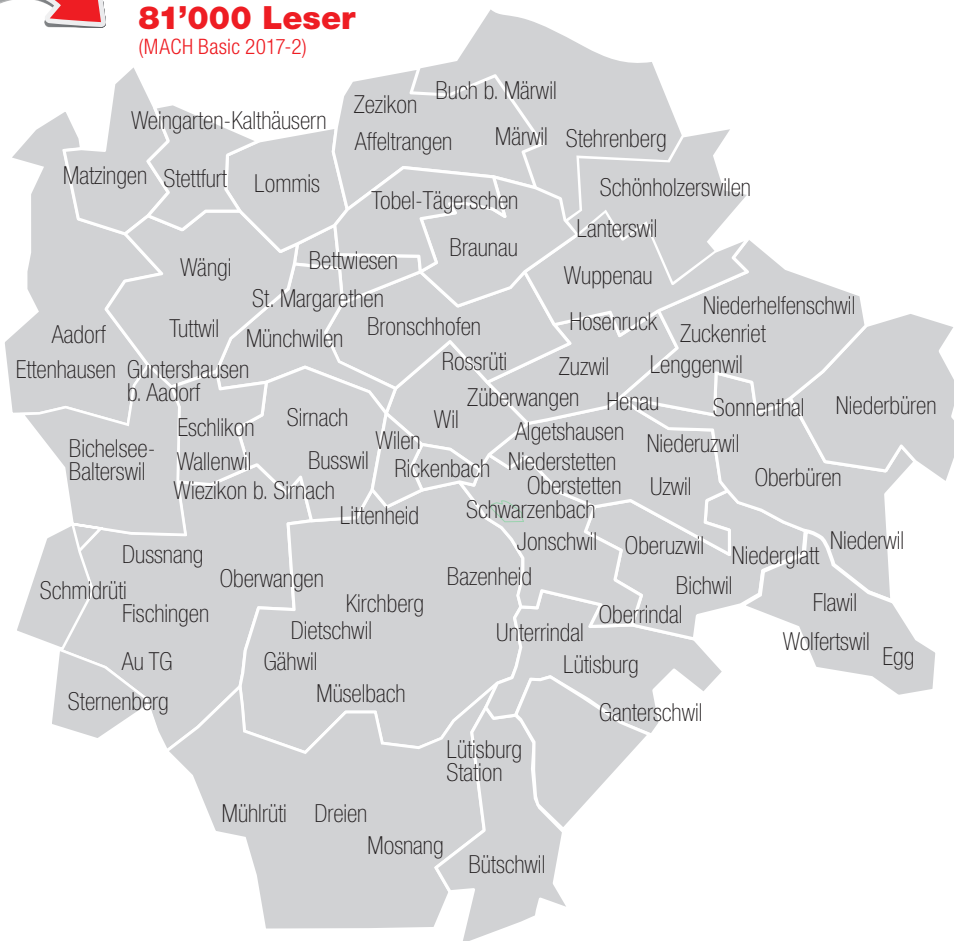 81’000 Leser
(MACH Basic 2017-2)
Buch b. Märwil
Zezikon
Weingarten-Kalthäusern
Affeltrangen
Märwil
Stehrenberg
Matzingen
Stettfurt
Lommis
Schönholzerswilen
Tobel-Tägerschen
Lanterswil
Braunau
Bettwiesen
Wängi
Wuppenau
St. Margarethen
Niederhelfenschwil
Hosenruck
Tuttwil
Bronschhofen
Zuckenriet
Aadorf
Münchwilen
Rossrüti
Zuzwil
Lenggenwil
Ettenhausen
Guntershausen
b. Aadorf
Züberwangen
Henau
Sonnenthal
Niederbüren
Sirnach
Wil
Eschlikon
Wilen
Algetshausen
Niederuzwil
Bichelsee-
Balterswil
Wallenwil
Busswil
Rickenbach
Niederstetten
Oberbüren
Wiezikon b. Sirnach
Oberstetten
Uzwil
Littenheid
Schwarzenbach
Jonschwil
Oberuzwil
Niederwil
Dussnang
Niederglatt
Oberwangen
Bazenheid
Bichwil
Schmidrüti
Kirchberg
Flawil
Fischingen
Oberrindal
Dietschwil
Unterrindal
Wolfertswil
Au TG
Gähwil
Lütisburg
Egg
Sternenberg
Müselbach
Ganterschwil
Lütisburg
Station
Mühlrüti
Dreien
Mosnang
Bütschwil